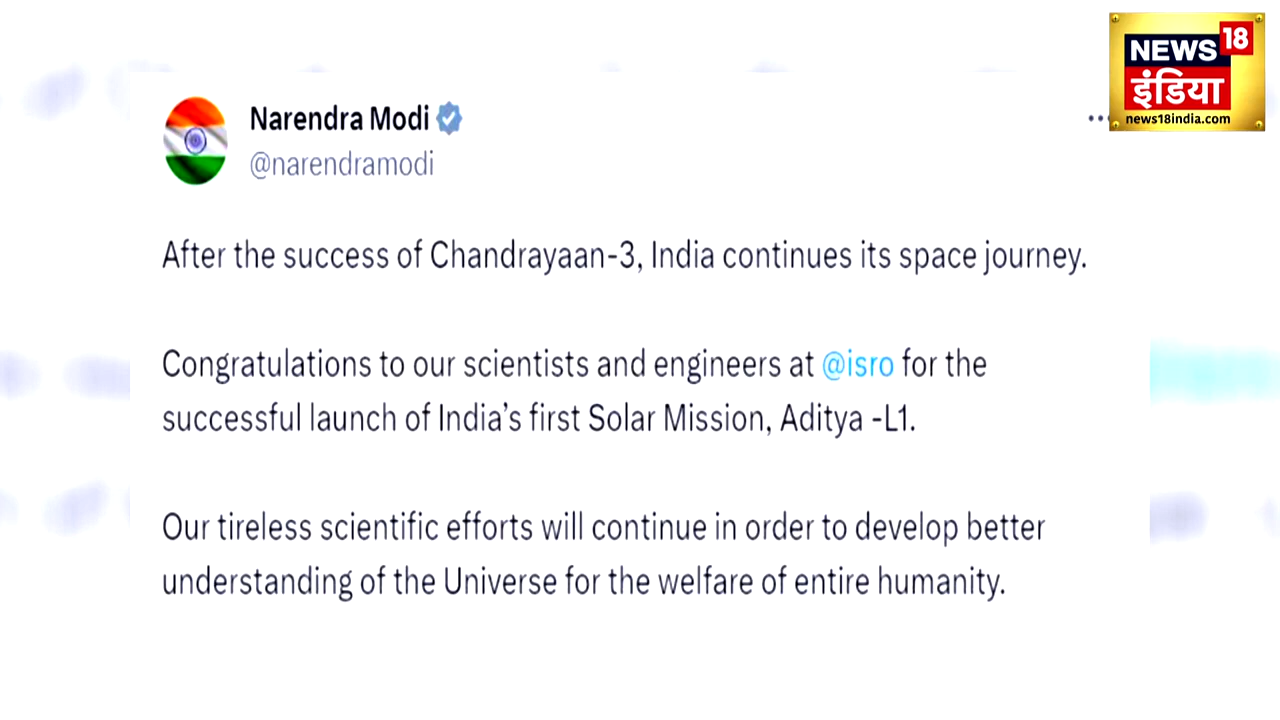 NEWS 18
इंडिया
news18india.com
Narendra Modi
@narendramodi
After the success of Chandrayaan-3, India continues its space journey.
Congratulations to our scientists and engineers at @isro for the
successful launch of India’s first Solar Mission, Aditya -L1.
Our tireless scientific efforts will continue in order to develop better
understanding of the Universe for the welfare of entire humanity.